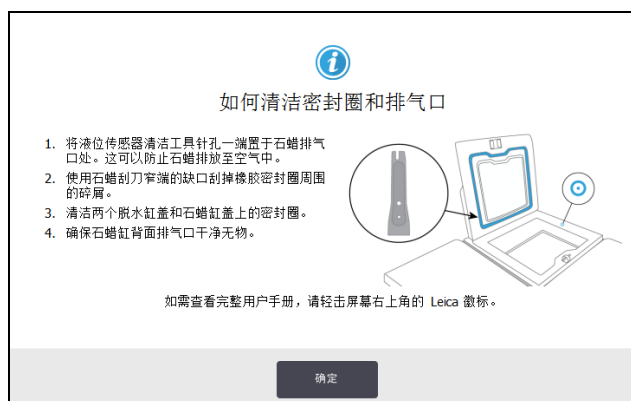 如何清洁密封圈和排气口
1. 将液位传感器清洁工具针孔一端置于石蜡排气
口处。这可以防止石蜡排放至空气中。
2. 使用石蜡刮刀窄端的缺口刮掉橡胶密封圈周围
的碎屑。
3. 清洁两个脱水缸盖和石蜡缸盖上的密封圈。
4. 确保石蜡缸背面排气口干净无物。
如需查看完整用户手册，请轻击屏幕右上角的 Leica 徽标。
确定